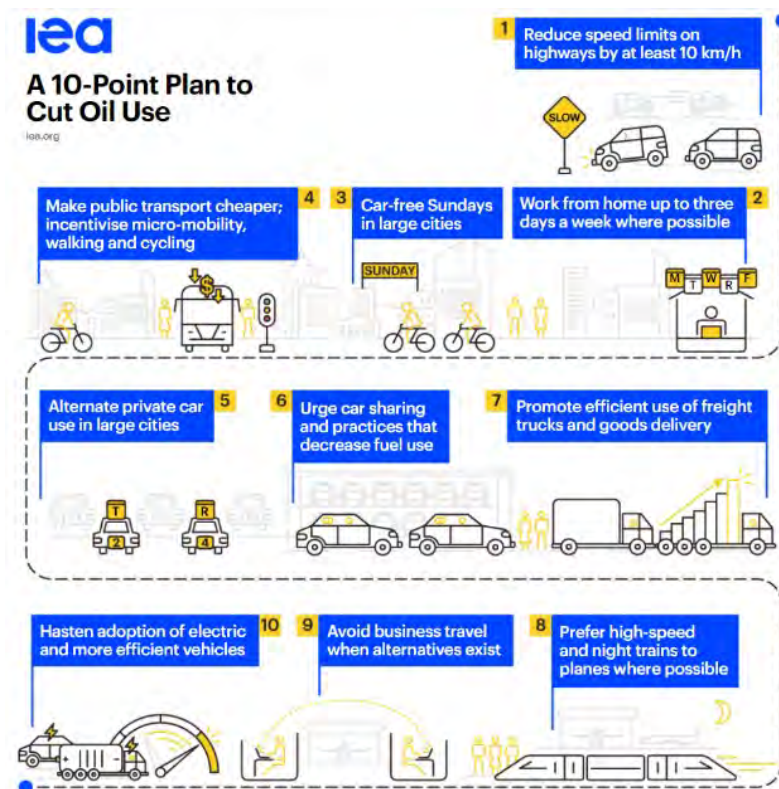 iea
A 10-Point Plan to
Cut Oil Use
iea.org
1
Reduce speed limits on
highways by at least 10 km/h
SLOW
2
Work from home up to three
days a week where possible
M T W R F
3
Car-free Sundays
in large cities
SUNDAY
4
Make public transport cheaper;
incentivise micro-mobility,
walking and cycling
$
5
Alternate private car
use in large cities
T
2
R
4
6
Urge car sharing
and practices that
decrease fuel use
7
Promote efficient use of freight
trucks and goods delivery
8
Prefer high-speed
and night trains to
planes where possible
9
Avoid business travel
when alternatives exist
10
Hasten adoption of electric
and more efficient vehicles